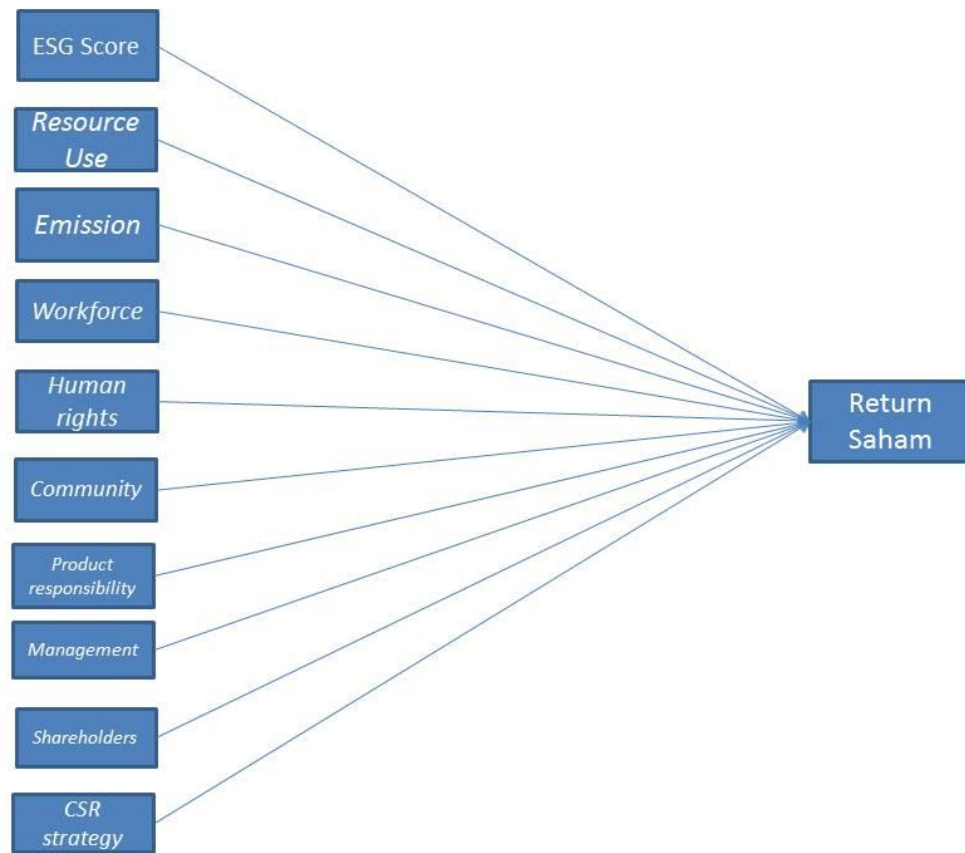 ESG Score
Resource
Use
Emission
Workforce
Human
rights
Community
Product
responsibility
Management
Shareholders
CSR
strategy
Return
Saham